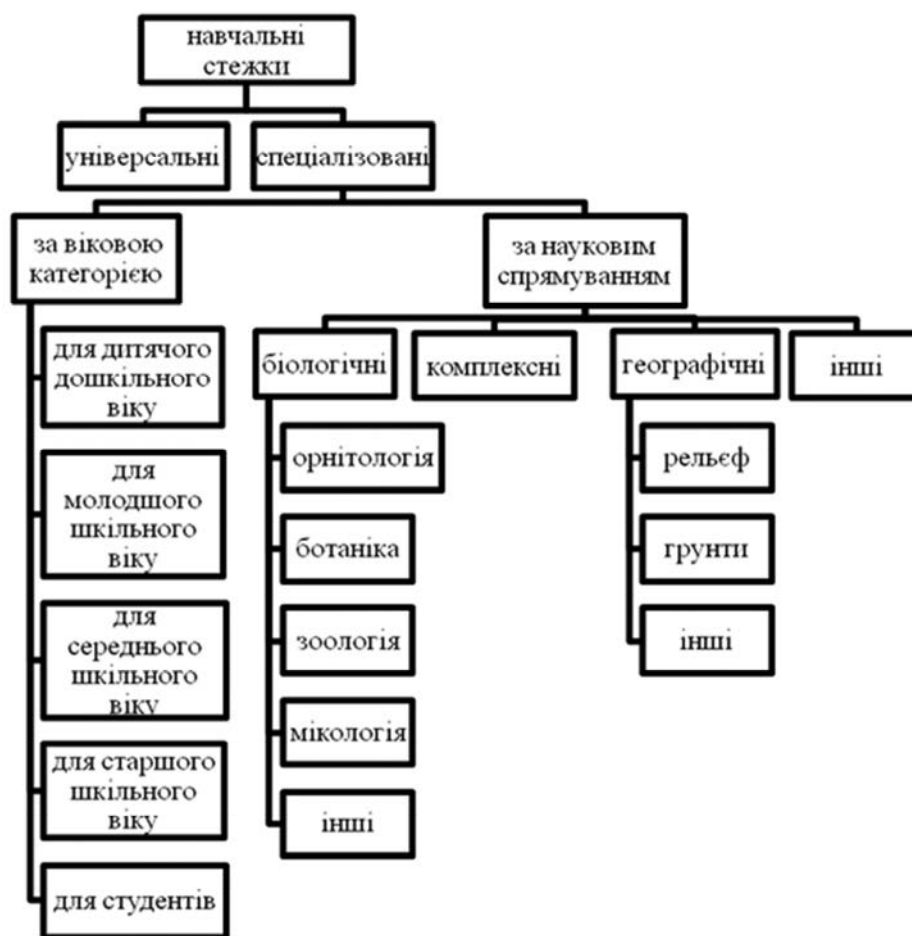 навчальні
стежки
універсальні
спеціалізовані
за віковою
категорією
за науковим
спрямуванням
для дитячого
дошкільного
віку
для
молодшого
шкільного
віку
для
середнього
шкільного
віку
для старшого
шкільного
віку
для студентів
біологічні
комплексні
географічні
інші
орнітологія
ботаніка
зоологія
мікологія
інші
рельєф
грунти
інші